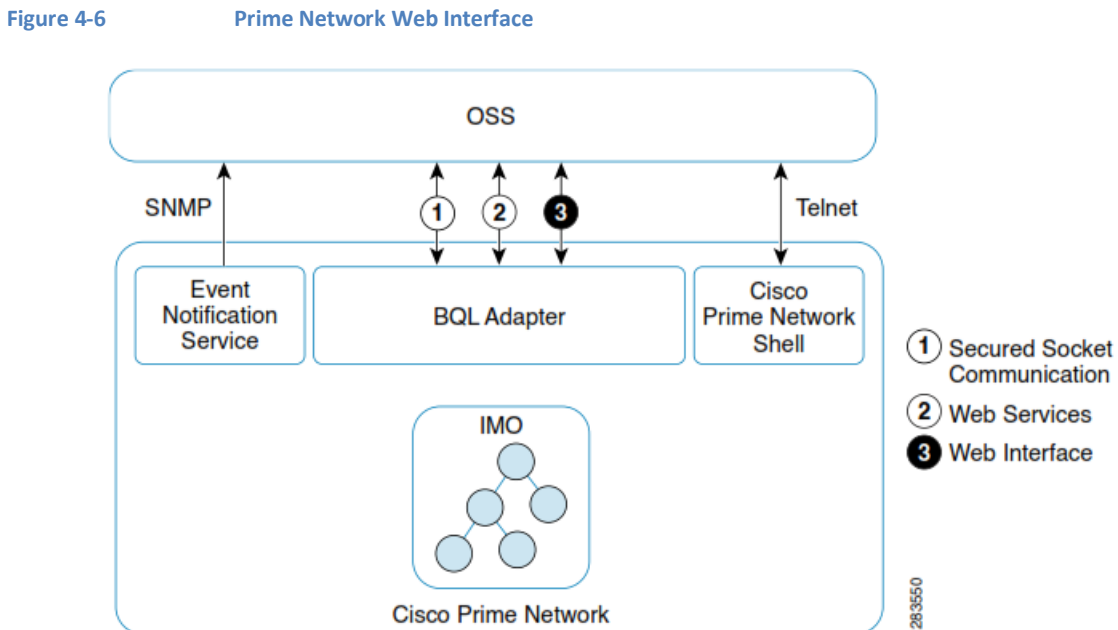 Figure 4-6 Prime Network Web Interface
OSS
SNMP
1
2
3
Telnet
Event
Notification
Service
BQL Adapter
Cisco
Prime Network
Shell
1 Secured Socket
Communication
2 Web Services
3 Web Interface
IMO
Cisco Prime Network
283550